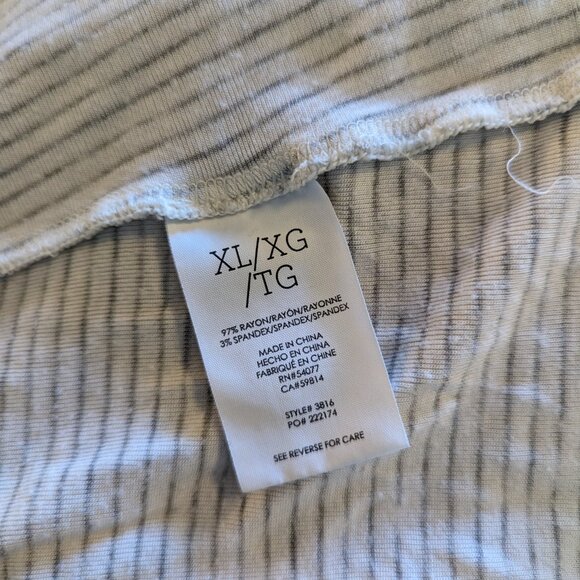 XL/XG
/TG
97% RAYON/RAYÓN/RAYONNE
3% SPANDEX/SPANDEX/SPANDEX
MADE IN CHINA
HECHO EN CHINA
FABRIQUÉ EN CHINE
RN#54077
CA#59814
STYLE# 3816
PO# 222174
SEE REVERSE FOR CARE